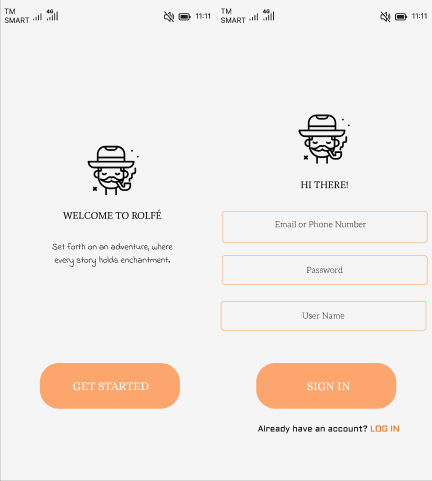 TM
SMART 4G 11:11
WELCOME TO ROLFÉ
Set forth on an adventure, where
every story holds enchantment.
GET STARTED
TM
SMART 4G 11:11
HI THERE!
Email or Phone Number
Password
User Name
SIGN IN
Already have an account? LOG IN